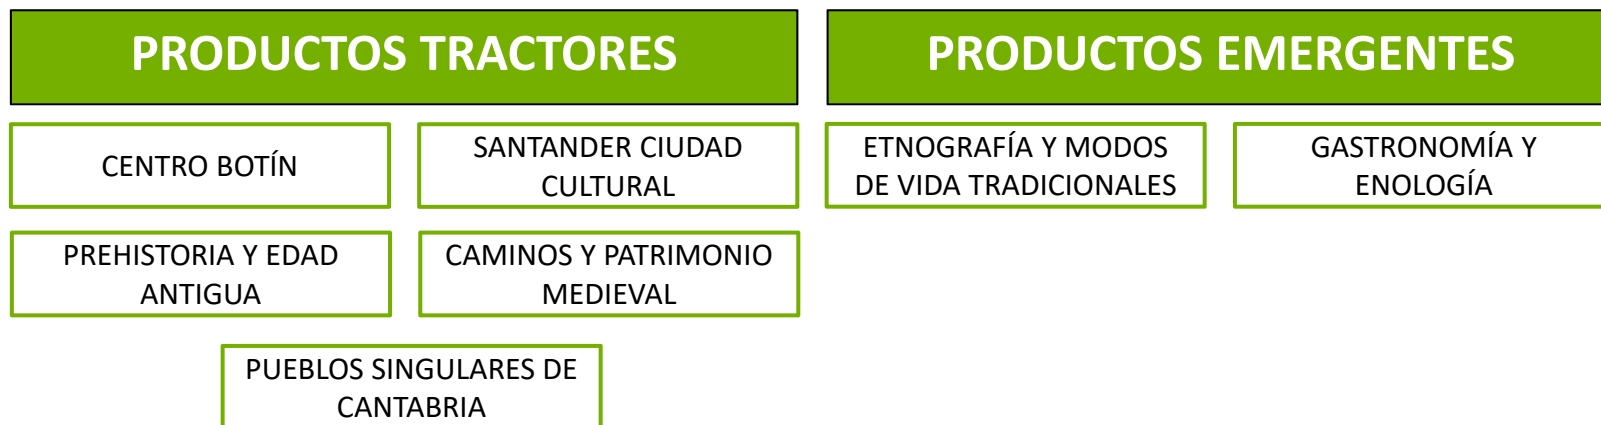 PRODUCTOS TRACTORES
PRODUCTOS EMERGENTES
CENTRO BOTÍN
SANTANDER CIUDAD
CULTURAL
ETNOGRAFÍA Y MODOS
DE VIDA TRADICIONALES
GASTRONOMÍA Y
ENOLOGÍA
PREHISTORIA Y EDAD
ANTIGUA
CAMINOS Y PATRIMONIO
MEDIEVAL
PUEBLOS SINGULARES DE
CANTABRIA